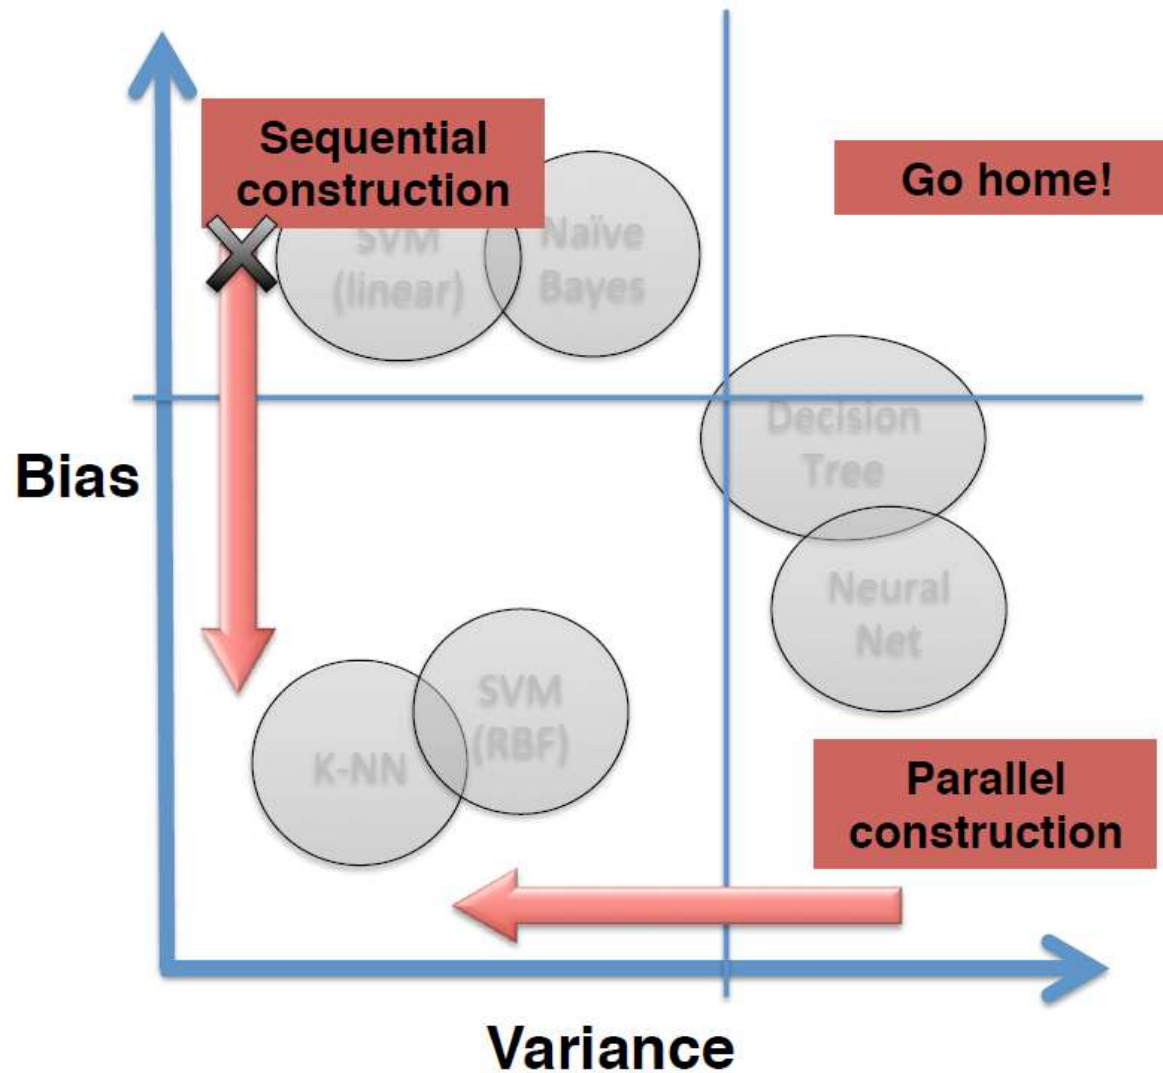 Sequential
construction
Go home!
SVM
(linear)
Naïve
Bayes
Decision
Tree
Bias
Neural
Net
SVM
(RBF)
K-NN
Parallel
construction
Variance